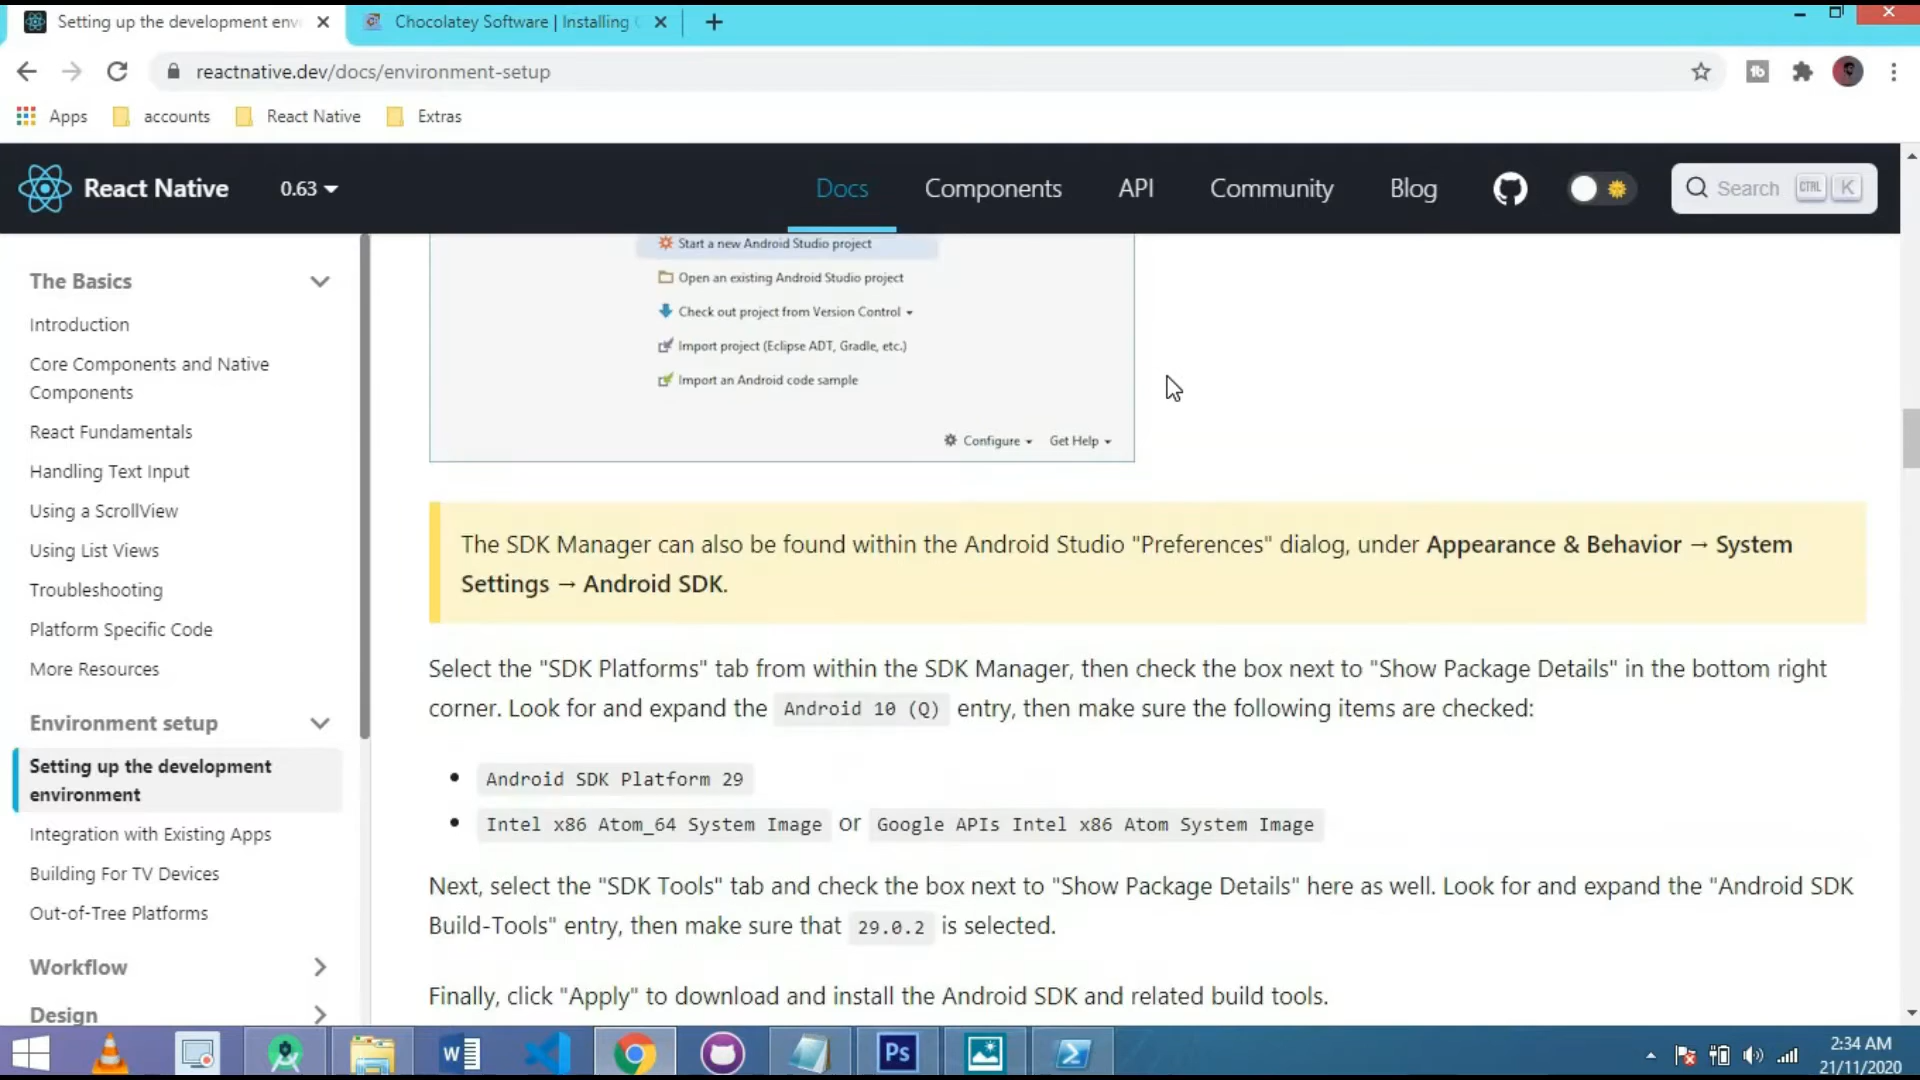 Setting up the development env
Chocolatey Software | Installing
reactnative.dev/docs/environment-setup
Apps
accounts
React Native
Extras
React Native
0.63
Docs
Components
API
Community
Blog
Search
CTRL
K
The Basics
Introduction
Core Components and Native
Components
React Fundamentals
Handling Text Input
Using a ScrollView
Using List Views
Troubleshooting
Platform Specific Code
More Resources
Environment setup
Setting up the development
environment
Integration with Existing Apps
Building For TV Devices
Out-of-Tree Platforms
Workflow
Design
Start a new Android Studio project
Open an existing Android Studio project
Check out project from Version Control
Import project (Eclipse ADT, Gradle, etc.)
Import an Android code sample
Configure
Get Help
The SDK Manager can also be found within the Android Studio "Preferences" dialog, under Appearance & Behavior → System
Settings → Android SDK.
Select the "SDK Platforms" tab from within the SDK Manager, then check the box next to "Show Package Details" in the bottom right
corner. Look for and expand the Android 10 (Q) entry, then make sure the following items are checked:
• Android SDK Platform 29
• Intel x86 Atom_64 System Image or Google APIs Intel x86 Atom System Image
Next, select the "SDK Tools" tab and check the box next to "Show Package Details" here as well. Look for and expand the "Android SDK
Build-Tools" entry, then make sure that 29.0.2 is selected.
Finally, click "Apply" to download and install the Android SDK and related build tools.
W
Ps
2:34 AM
21/11/2020